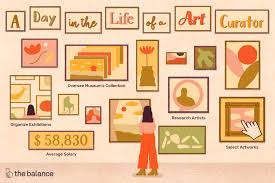 A Day in the Life of a Art Curator
Oversee Museum's Collection
Organize Exhibitions
Research Artists
$ 58,830
Average Salary
Select Artworks
the balance